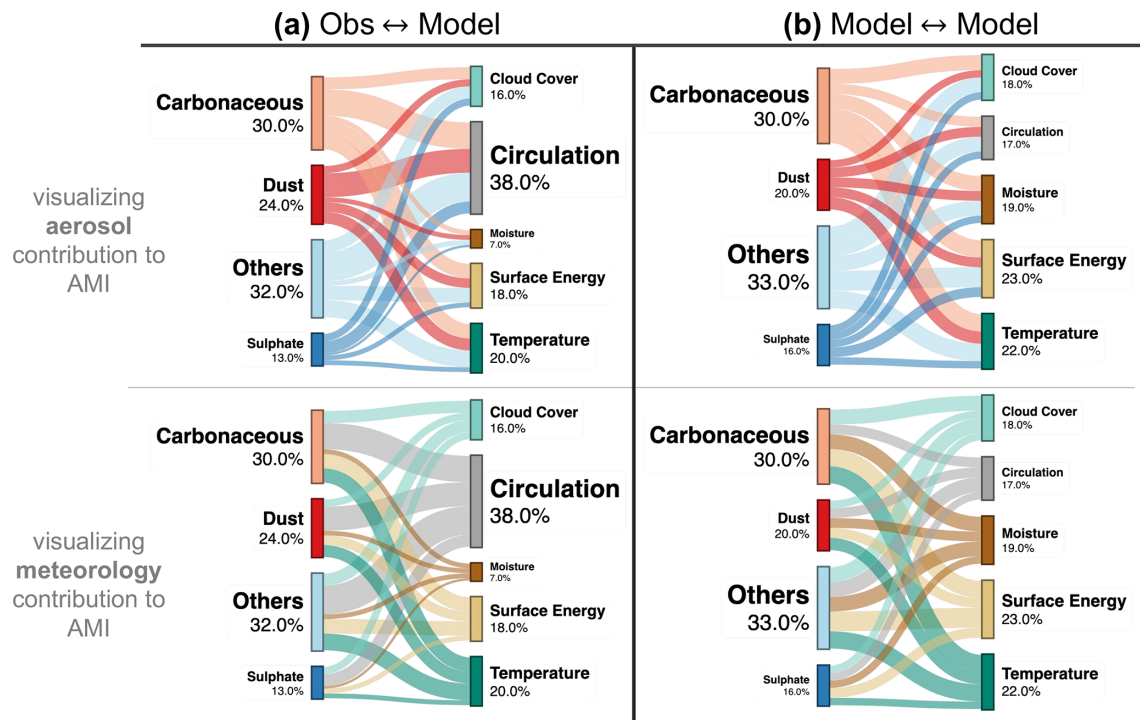 (a) Obs ↔ Model
(b) Model ↔ Model
visualizing
aerosol
contribution to
AMI
Carbonaceous
30.0%
Dust
24.0%
Others
32.0%
Sulphate
13.0%
Cloud Cover
16.0%
Circulation
38.0%
Moisture
7.0%
Surface Energy
18.0%
Temperature
20.0%
Carbonaceous
30.0%
Dust
20.0%
Others
33.0%
Sulphate
16.0%
Cloud Cover
18.0%
Circulation
17.0%
Moisture
19.0%
Surface Energy
23.0%
Temperature
22.0%
visualizing
meteorology
contribution to
AMI
Carbonaceous
30.0%
Dust
24.0%
Others
32.0%
Sulphate
13.0%
Cloud Cover
16.0%
Circulation
38.0%
Moisture
7.0%
Surface Energy
18.0%
Temperature
20.0%
Carbonaceous
30.0%
Dust
20.0%
Others
33.0%
Sulphate
16.0%
Cloud Cover
18.0%
Circulation
17.0%
Moisture
19.0%
Surface Energy
23.0%
Temperature
22.0%